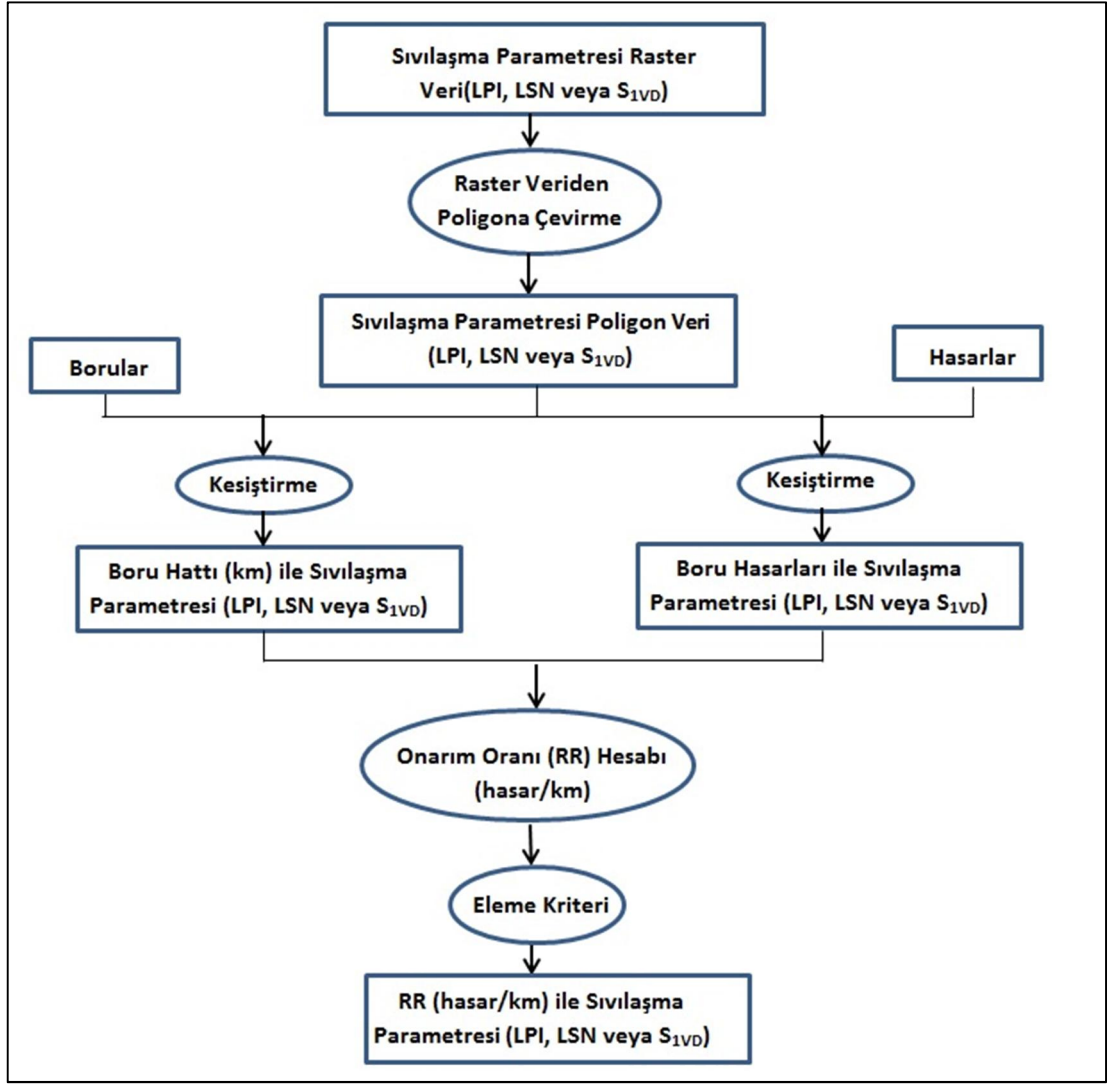 Sıvılaşma Parametresi Raster
Veri(LPI, LSN veya S1VD)
Raster Veriden
Poligona Çevirme
Sıvılaşma Parametresi Poligon Veri
(LPI, LSN veya S1VD)
Borular
Hasarlar
Kesiştirme
Kesiştirme
Boru Hattı (km) ile Sıvılaşma
Parametresi (LPI, LSN veya S1VD)
Boru Hasarları ile Sıvılaşma
Parametresi (LPI, LSN veya S1VD)
Onarım Oranı (RR) Hesabı
(hasar/km)
Eleme Kriteri
RR (hasar/km) ile Sıvılaşma
Parametresi (LPI, LSN veya S1VD)